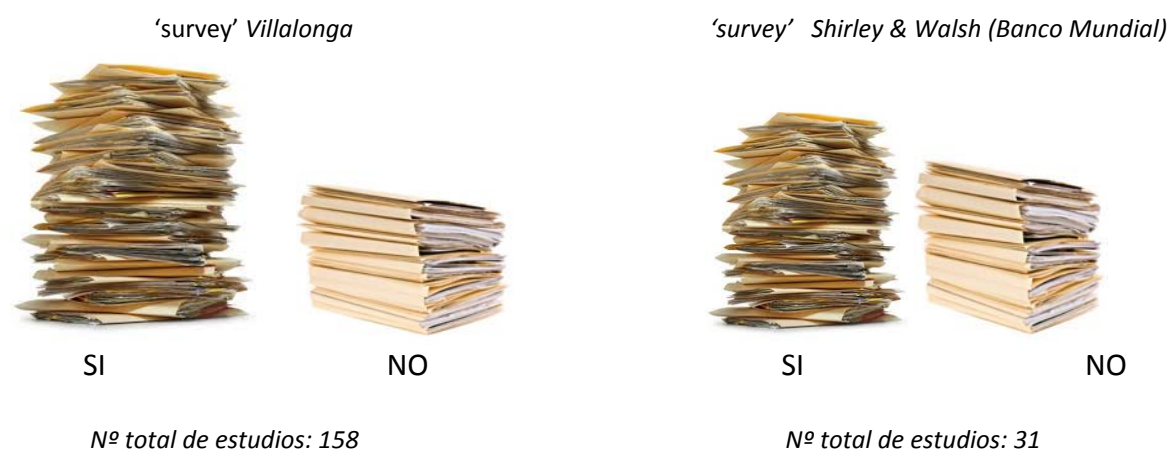 ‘survey’ Villalonga
‘survey’ Shirley & Walsh (Banco Mundial)
SI
NO
SI
NO
Nº total de estudios: 158
Nº total de estudios: 31